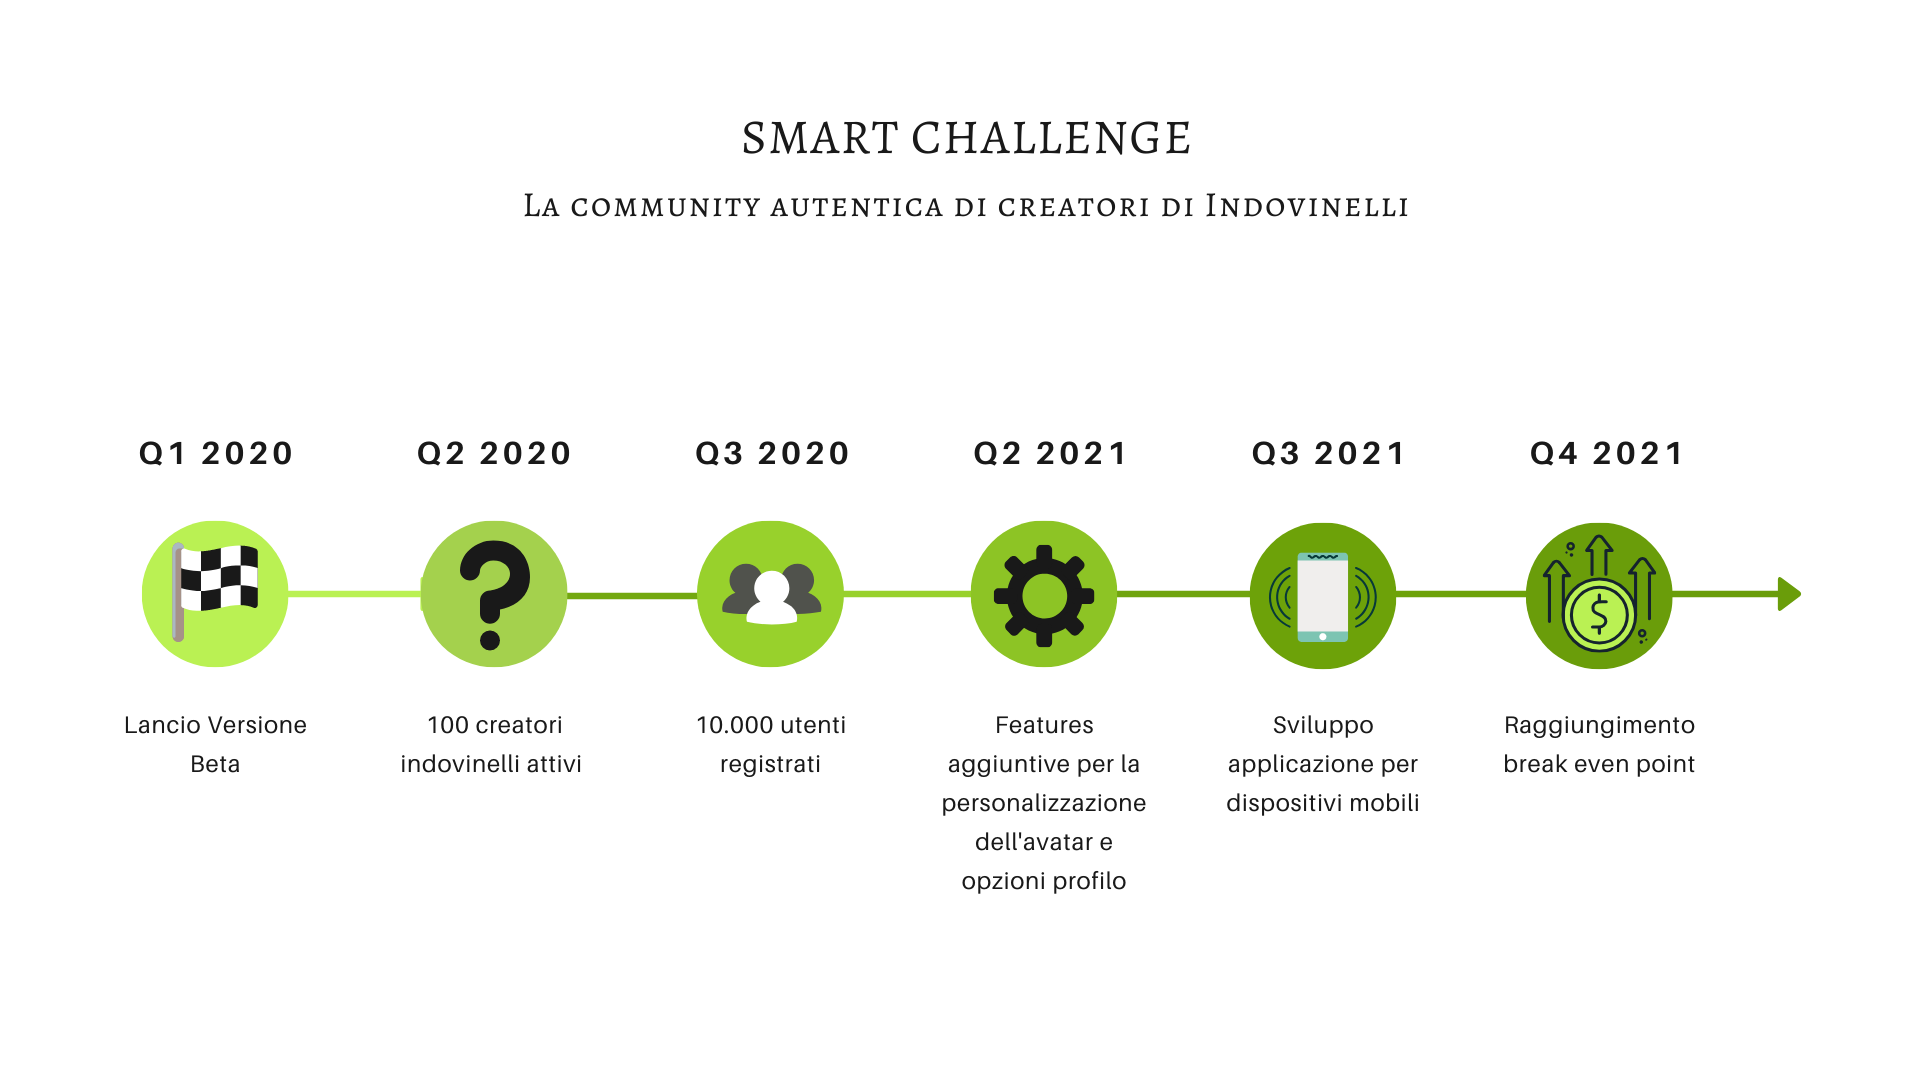 SMART CHALLENGE
La community autentica di creatori di Indovinelli
Q1 2020
Q2 2020
Q3 2020
Q2 2021
Q3 2021
Q4 2021
$
Lancio Versione
Beta
100 creatori
indovinelli attivi
10.000 utenti
registrati
Features
aggiuntive per la
personalizzazione
dell'avatar e
opzioni profilo
Sviluppo
applicazione per
dispositivi mobili
Raggiungimento
break even point